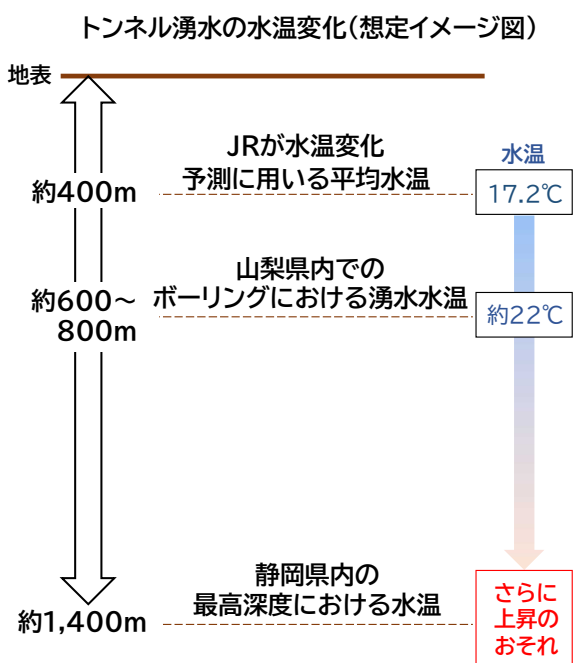 トンネル湧水の水温変化(想定イメージ図)
地表
JRが水温変化
予測に用いる平均水温
水温
約400m
17.2℃
山梨県内での
ボーリングにおける湧水水温
約600～
800m
約22℃
静岡県内の
最高深度における水温
約1,400m
さらに
上昇の
おそれ